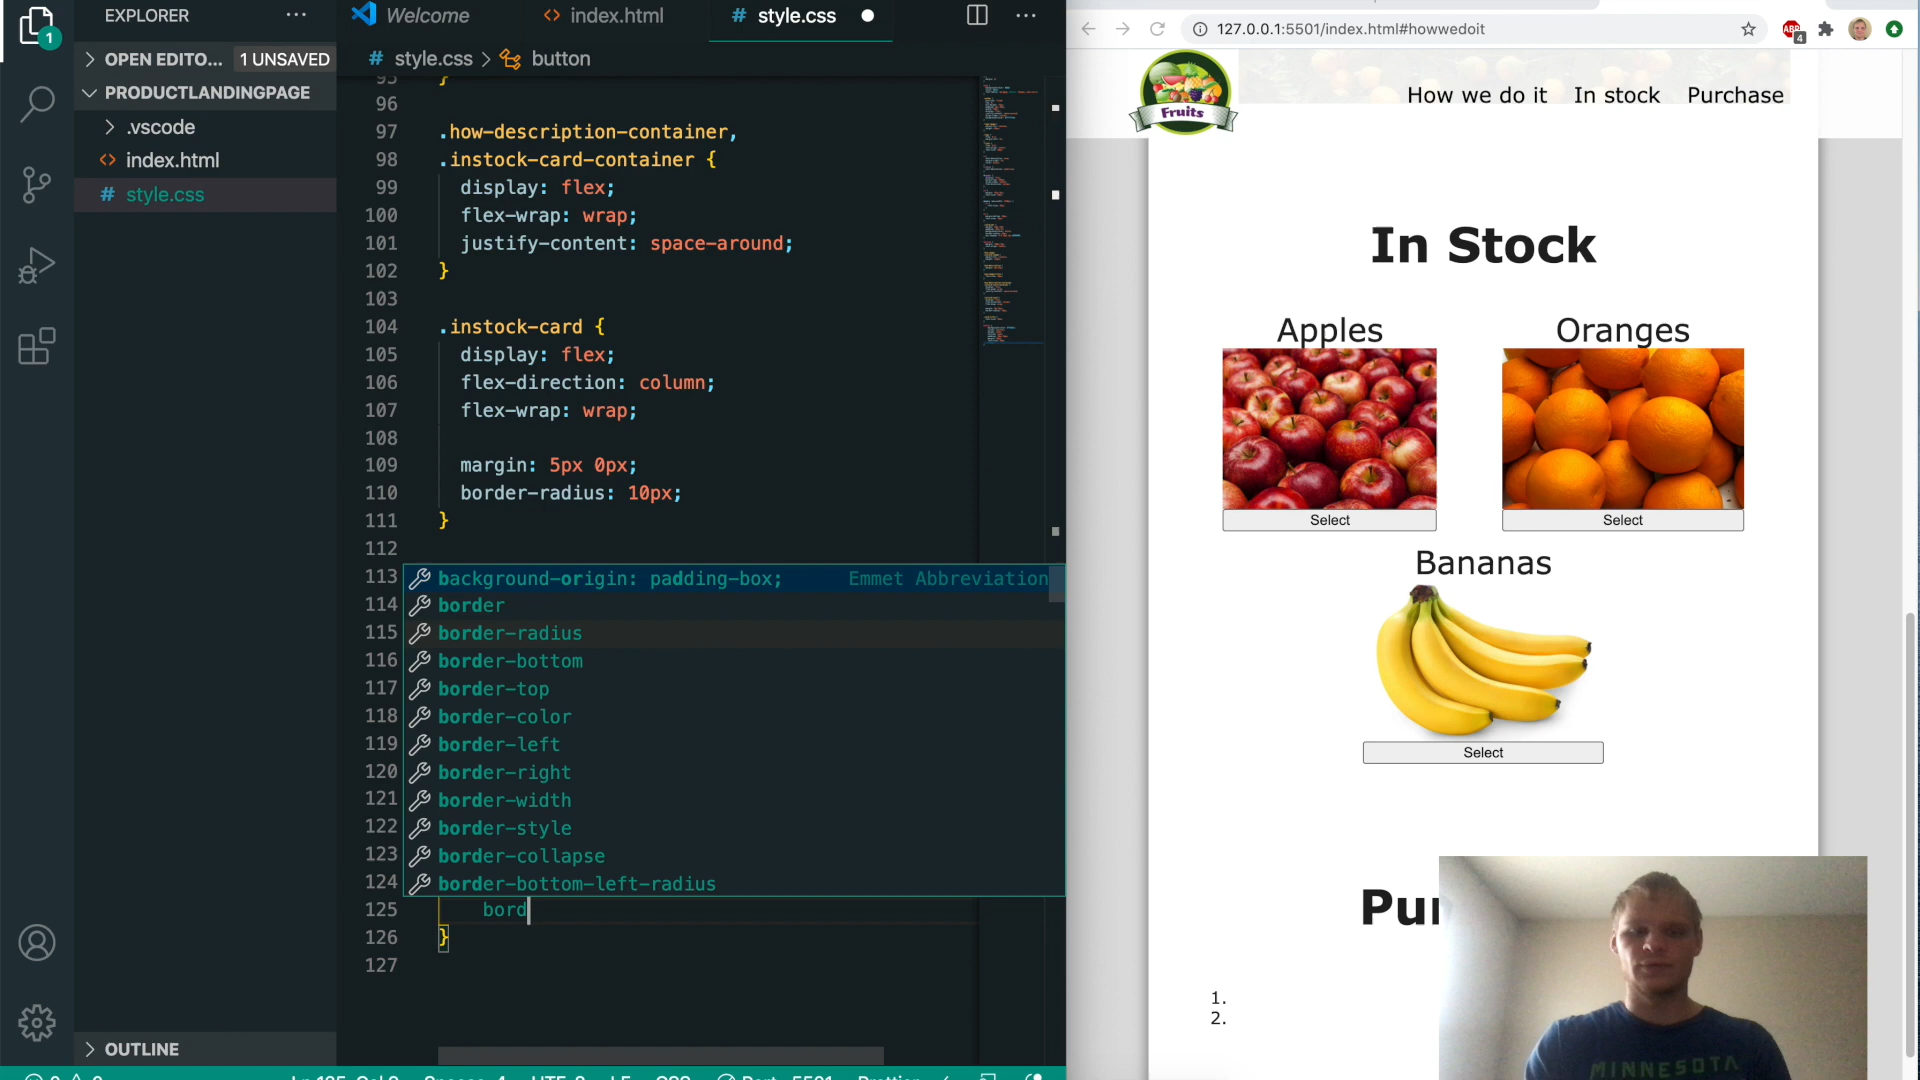 EXPLORER
Welcome
index.html
style.css
127.0.0.1:5501/index.html#howwedoit
ABP
4
1
OPEN EDITO...
1 UNSAVED
style.css
button
PRODUCTLANDINGPAGE
.vscode
index.html
style.css
95 }
96
97 .how-description-container,
98 .instock-card-container {
99 display: flex;
100 flex-wrap: wrap;
101 justify-content: space-around;
102 }
103
104 .instock-card {
105 display: flex;
106 flex-direction: column;
107 flex-wrap: wrap;
108
109 margin: 5px 0px;
110 border-radius: 10px;
111 }
112
113 background-origin: padding-box; Emmet Abbreviation
114 border
115 border-radius
116 border-bottom
117 border-top
118 border-color
119 border-left
120 border-right
121 border-width
122 border-style
123 border-collapse
124 border-bottom-left-radius
125 bord
126 }
127
OUTLINE
Fruits
How we do it
In stock
Purchase
In Stock
Apples
Oranges
Select
Select
Bananas
Select
1.
2.
MINNESOTA